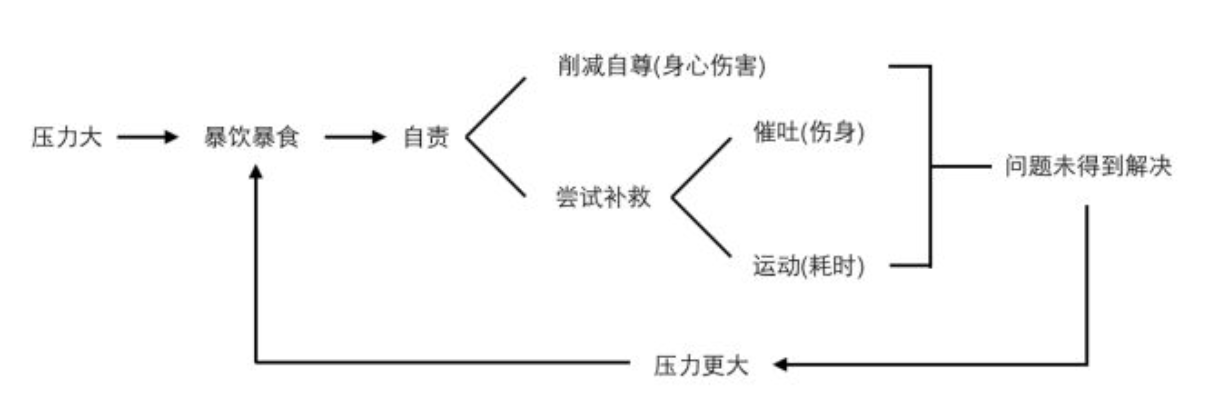 削减自尊(身心伤害)
压力大
暴饮暴食
自责
催吐(伤身)
问题未得到解决
尝试补救
运动(耗时)
压力更大